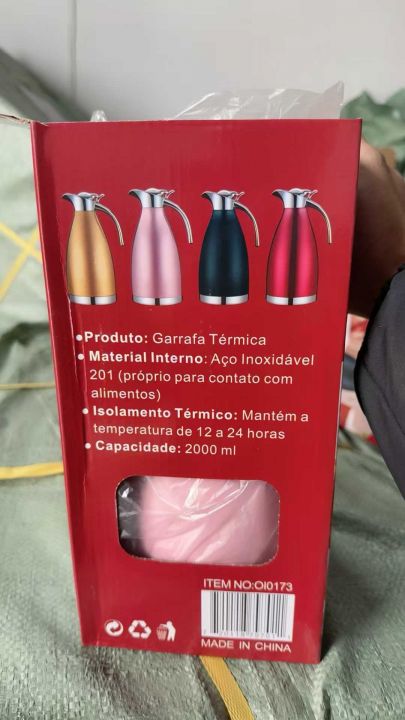 •Produto: Garrafa Térmica
•Material Interno: Aço Inoxidável
201 (próprio para contato com
alimentos)
•Isolamento Térmico: Mantém a
temperatura de 12 a 24 horas
•Capacidade: 2000 ml
ITEM NO:OI0173
MADE IN CHINA